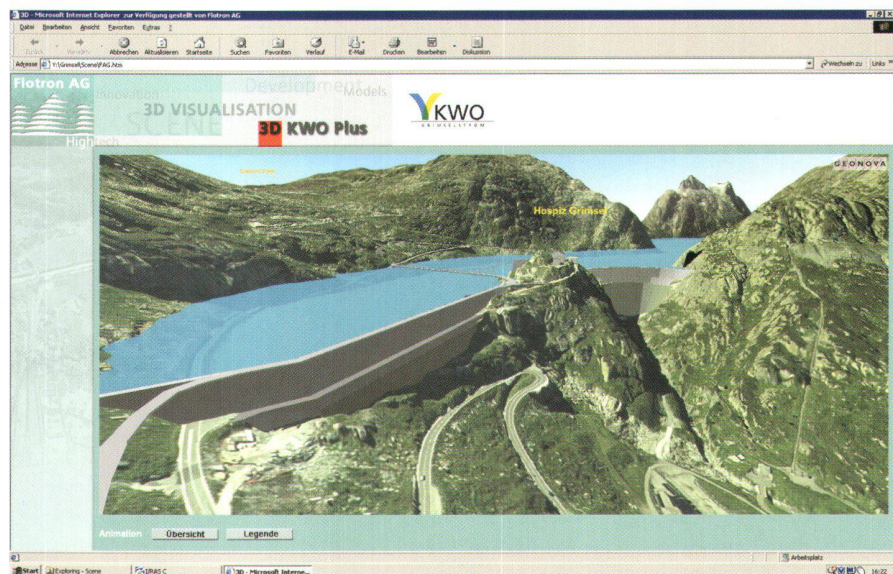 3D - Microsoft Internet Explorer zur Verfügung gestellt von Flotron AG
Datei Bearbeiten Ansicht Favoriten Extras ?
Zurück Vorwärts Abbrechen Aktualisieren Startseite Suchen Favoriten Verlauf E-Mail Drucken Bearbeiten Diskussion
Adresse Wechseln zu Links
Flotron AG
Innovation
Development
Models
3D VISUALISATION
SCENE
3D KWO Plus
Hightech
KWO
GRIMSELSTROM
GEONOVA
Hospiz Grimsel
Animation Übersicht Legende
Arbeitsplatz
Start Exploring - Scene I/RAS C 3D - Microsoft Interne... 16:22